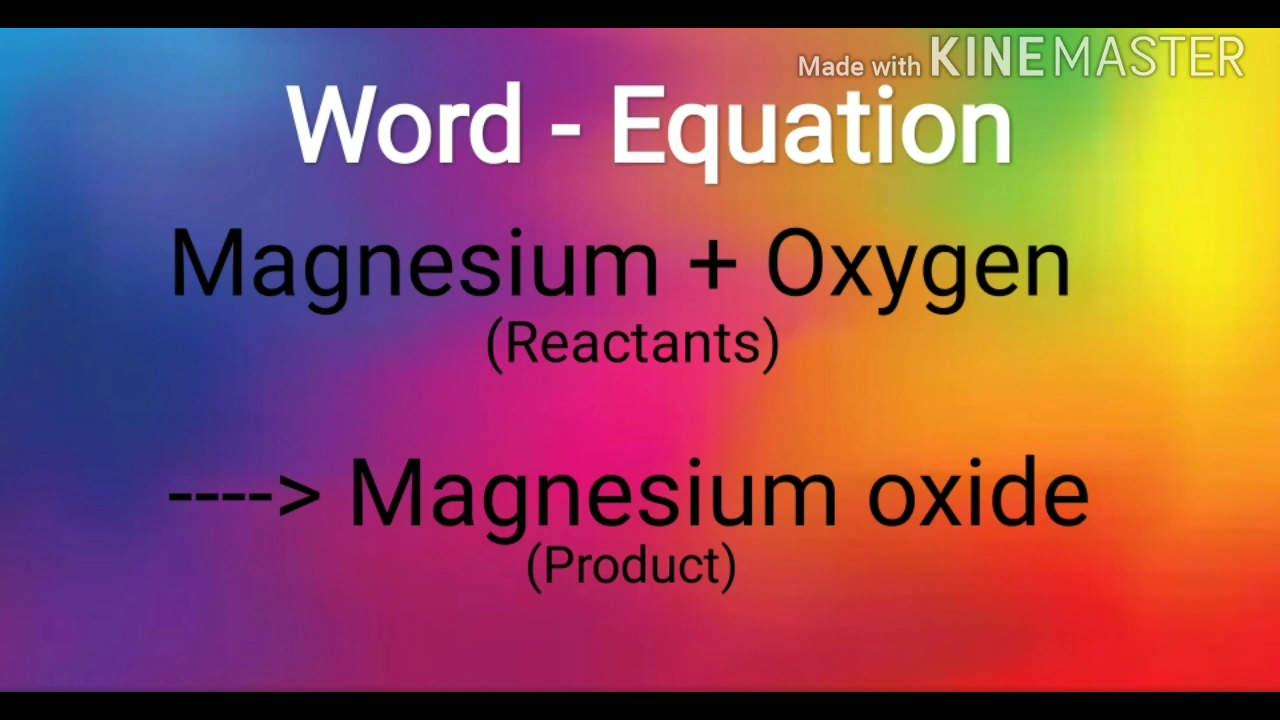 Made with KINEMASTER
Word - Equation
Magnesium + Oxygen
(Reactants)
----> Magnesium oxide
(Product)